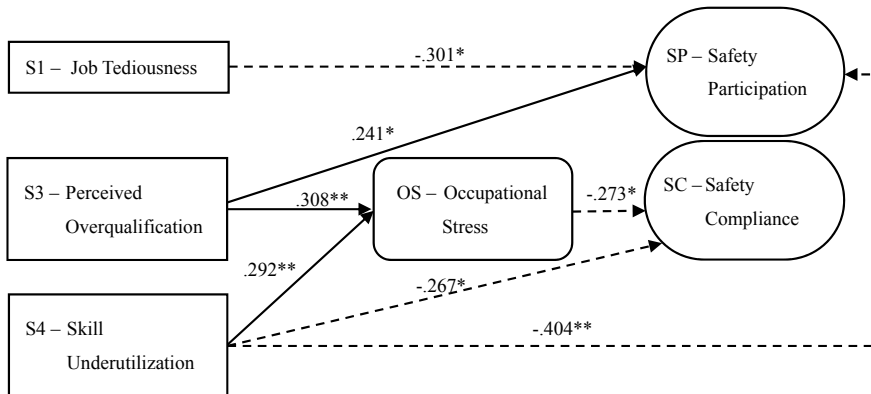 S1 – Job Tediousness
-.301*
SP – Safety
Participation
.241*
S3 – Perceived
Overqualification
.308**
OS – Occupational
Stress
-.273*
SC – Safety
Compliance
.292**
-.267*
S4 – Skill
Underutilization
-.404**